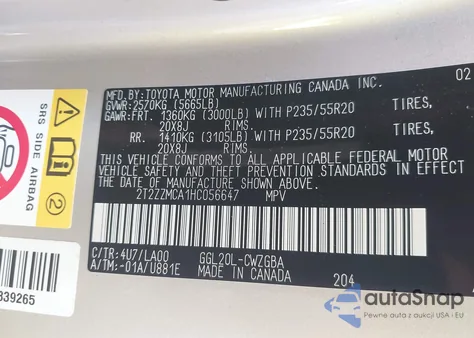 MFD.BY:TOYOTA MOTOR MANUFACTURING CANADA INC. 02
GVWR:2570KG (5665LB)
GAWR:FRT. 1360KG (3000LB) WITH P235/55R20 TIRES,
20X8J RIMS.
RR. 1410KG (3105LB) WITH P235/55R20 TIRES,
20X8J RIMS.
THIS VEHICLE CONFORMS TO ALL APPLICABLE FEDERAL MOTOR
VEHICLE SAFETY AND THEFT PREVENTION STANDARDS IN EFFECT
ON THE DATE OF MANUFACTURE SHOWN ABOVE.
2T2ZZMCA1HC056647 MPV
C/TR:4U7/LA00 GGL20L-CWZGBA
A/TM:-01A/U881E MADE IN CANADA 204
SRS SIDE AIRBAG
2
839265
autoSnap
Pewne auta z USA i EU